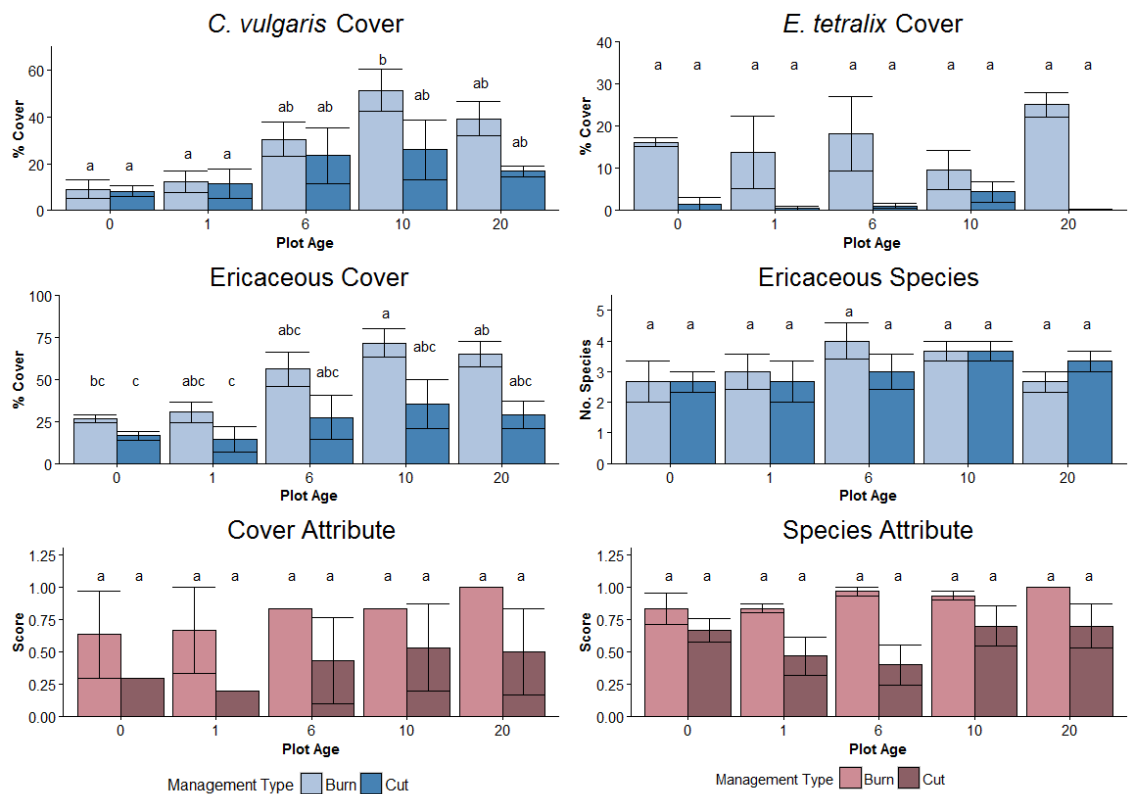 C. vulgaris Cover
% Cover
60
40
20
0
a a a a ab ab b ab ab ab
0 1 6 10 20
Plot Age
E. tetralix Cover
% Cover
40
30
20
10
0
a a a a a a a a a a
0 1 6 10 20
Plot Age
Ericaceous Cover
% Cover
100
75
50
25
0
bc c abc c abc abc a abc ab abc
0 1 6 10 20
Plot Age
Ericaceous Species
No. Species
5
4
3
2
1
0
a a a a a a a a a a
0 1 6 10 20
Plot Age
Cover Attribute
Score
1.25
1.00
0.75
0.50
0.25
0.00
a a a a a a a a a a
0 1 6 10 20
Plot Age
Management Type Burn Cut
Species Attribute
Score
1.25
1.00
0.75
0.50
0.25
0.00
a a a a a a a a a a
0 1 6 10 20
Plot Age
Management Type Burn Cut